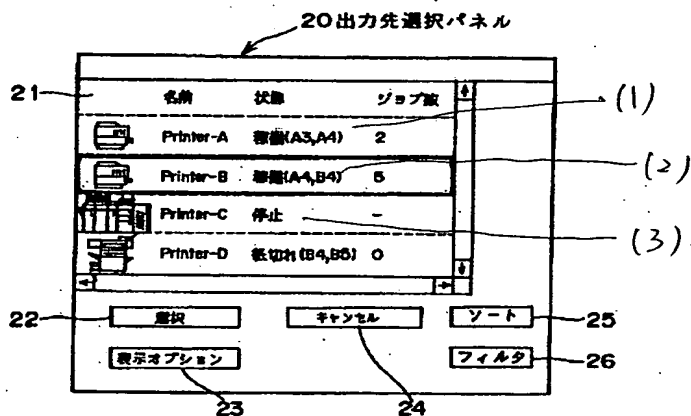 20出力先選択パネル
21
名前 状態 ジョブ数
(1)
Printer-A 稼働(A3,A4) 2
Printer-B 稼働(A4,B4) 5
(2)
Printer-C 停止 -
(3)
Printer-D 紙切れ(B4,B5) 0
22 選択 キャンセル ソート 25
表示オプション フィルタ 26
23 24